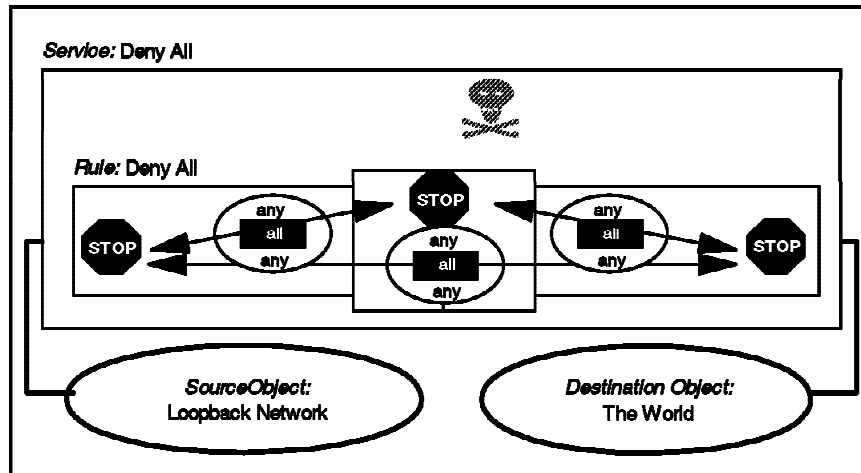 Service: Deny All
Rule: Deny All
STOP
any
all
any
STOP
any
all
any
any
all
any
STOP
SourceObject:
Loopback Network
Destination Object:
The World